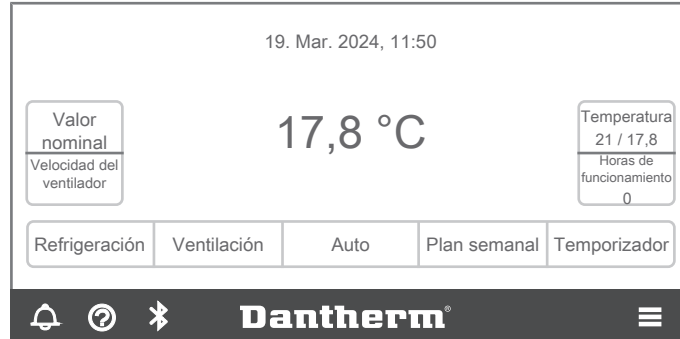 19. Mar. 2024, 11:50
Valor
nominal
Velocidad del
ventilador
17,8 °C
Temperatura
21 / 17,8
Horas de
funcionamiento
0
Refrigeración Ventilación Auto Plan semanal Temporizador
Dantherm®